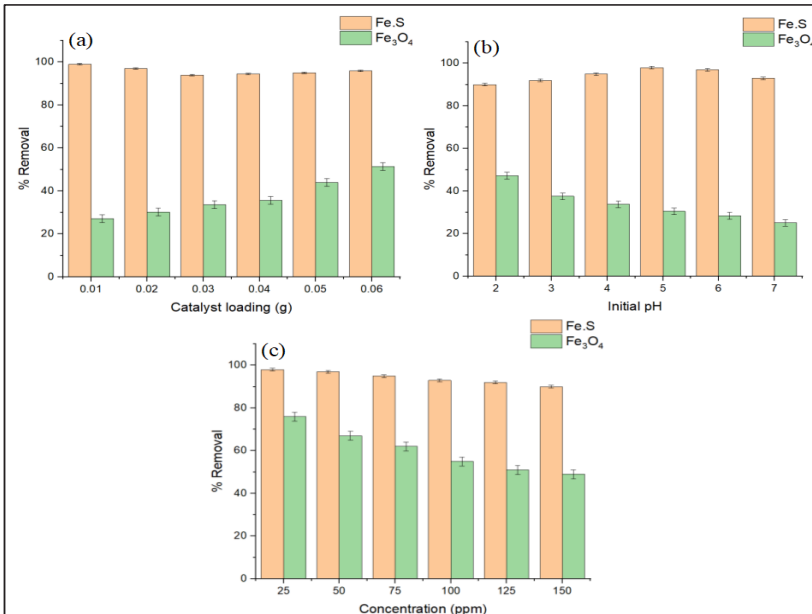 (a)
Fe.S
Fe₃O₄
% Removal
100
80
60
40
20
0
0.01 0.02 0.03 0.04 0.05 0.06
Catalyst loading (g)
(b)
Fe.S
Fe₃O₄
% Removal
100
80
60
40
20
0
2 3 4 5 6 7
Initial pH
(c)
Fe.S
Fe₃O₄
% Removal
100
80
60
40
20
0
25 50 75 100 125 150
Concentration (ppm)